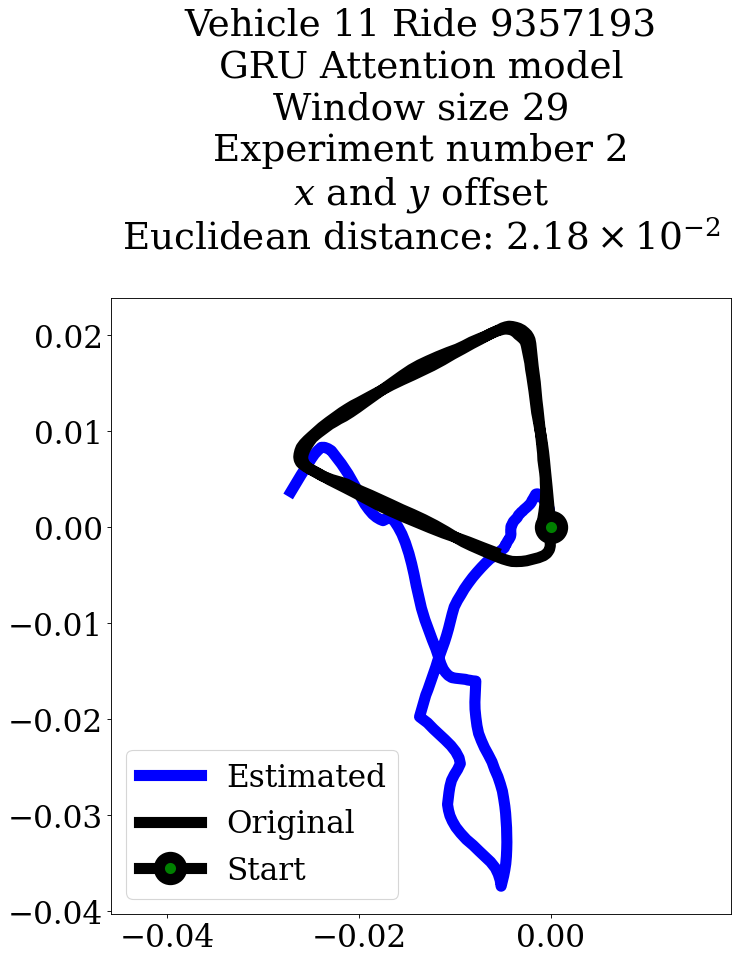 Vehicle 11 Ride 9357193
GRU Attention model
Window size 29
Experiment number 2
x and y offset
Euclidean distance: 2.18 × 10⁻²
0.02
0.01
0.00
−0.01
−0.02
−0.03
−0.04
Estimated
Original
Start
−0.04 −0.02 0.00